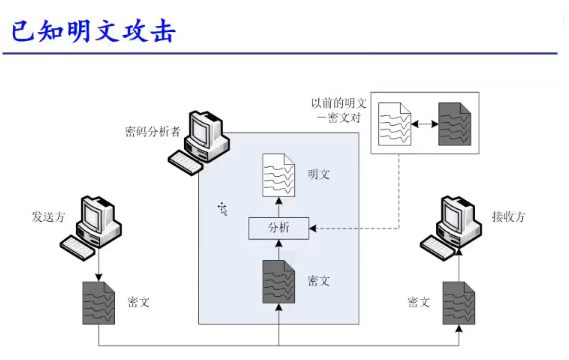 已知明文攻击
以前的明文
－密文对
密码分析者
明文
发送方
分析
接收方
密文
密文
密文